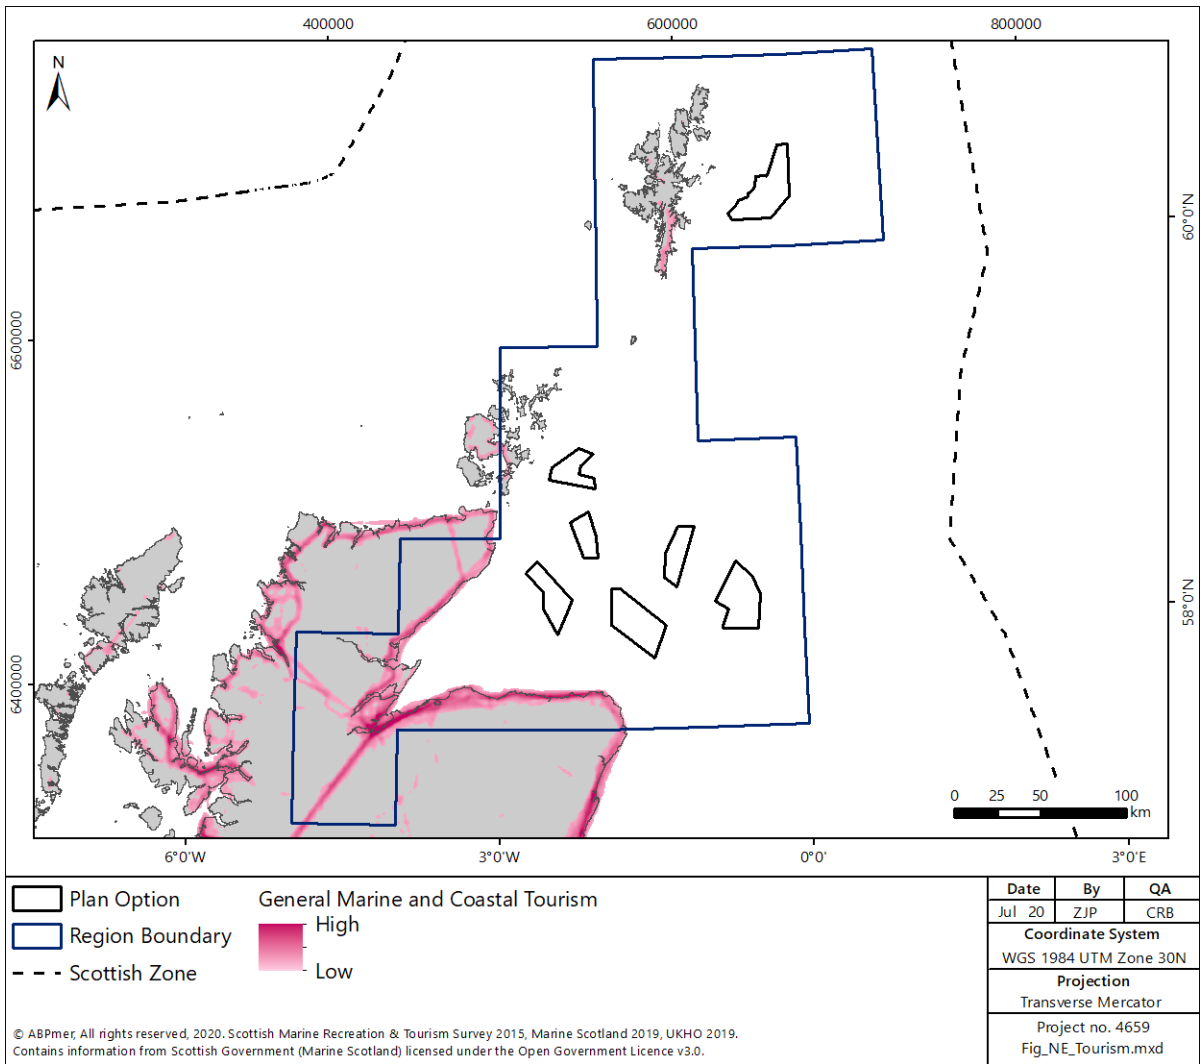 400000
600000
800000
N
60°0'N
6600000
58°0'N
6400000
0 25 50 100
km
6°0'W
3°0'W
0°0'
3°0'E
Plan Option
Region Boundary
Scottish Zone
General Marine and Coastal Tourism
High
Low
Date By QA
Jul 20 ZJP CRB
Coordinate System
WGS 1984 UTM Zone 30N
Projection
Transverse Mercator
Project no. 4659
Fig_NE_Tourism.mxd
© ABPmer, All rights reserved, 2020. Scottish Marine Recreation & Tourism Survey 2015, Marine Scotland 2019, UKHO 2019.
Contains information from Scottish Government (Marine Scotland) licensed under the Open Government Licence v3.0.